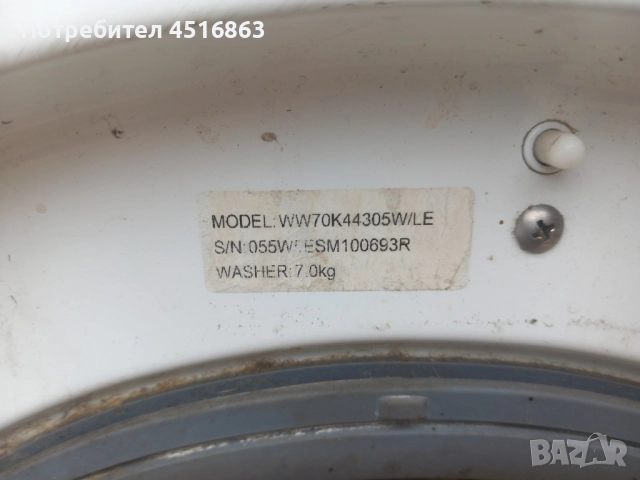 Потребител 4516863
MODEL: WW70K44305W/LE
S/N: 055W ESM100693R
WASHER: 7.0kg
BAZAR